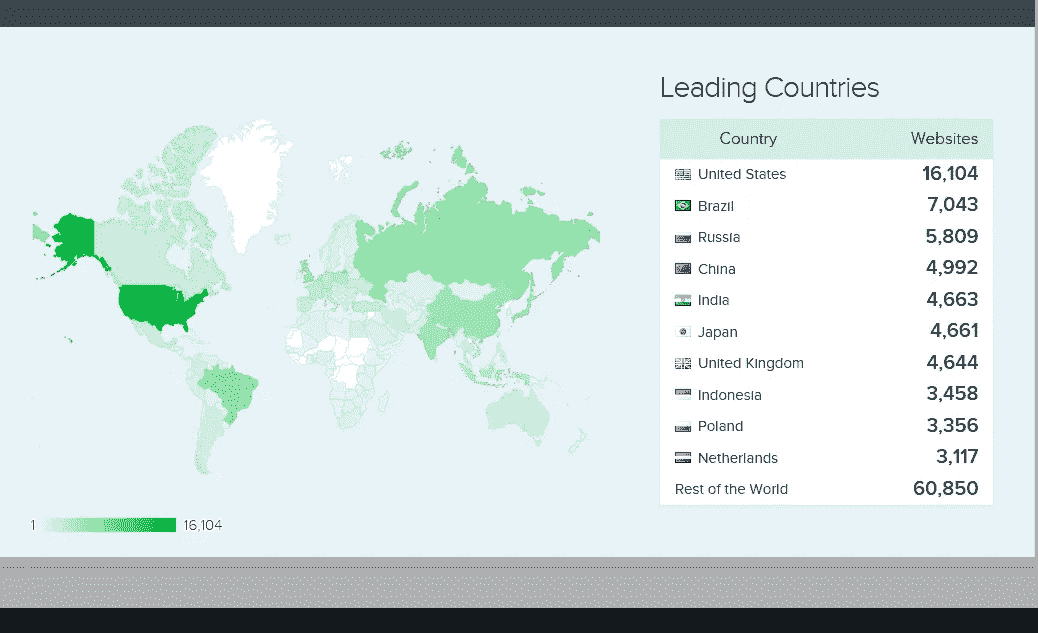 Leading Countries
Country Websites
United States 16,104
Brazil 7,043
Russia 5,809
China 4,992
India 4,663
Japan 4,661
United Kingdom 4,644
Indonesia 3,458
Poland 3,356
Netherlands 3,117
Rest of the World 60,850
1 16,104